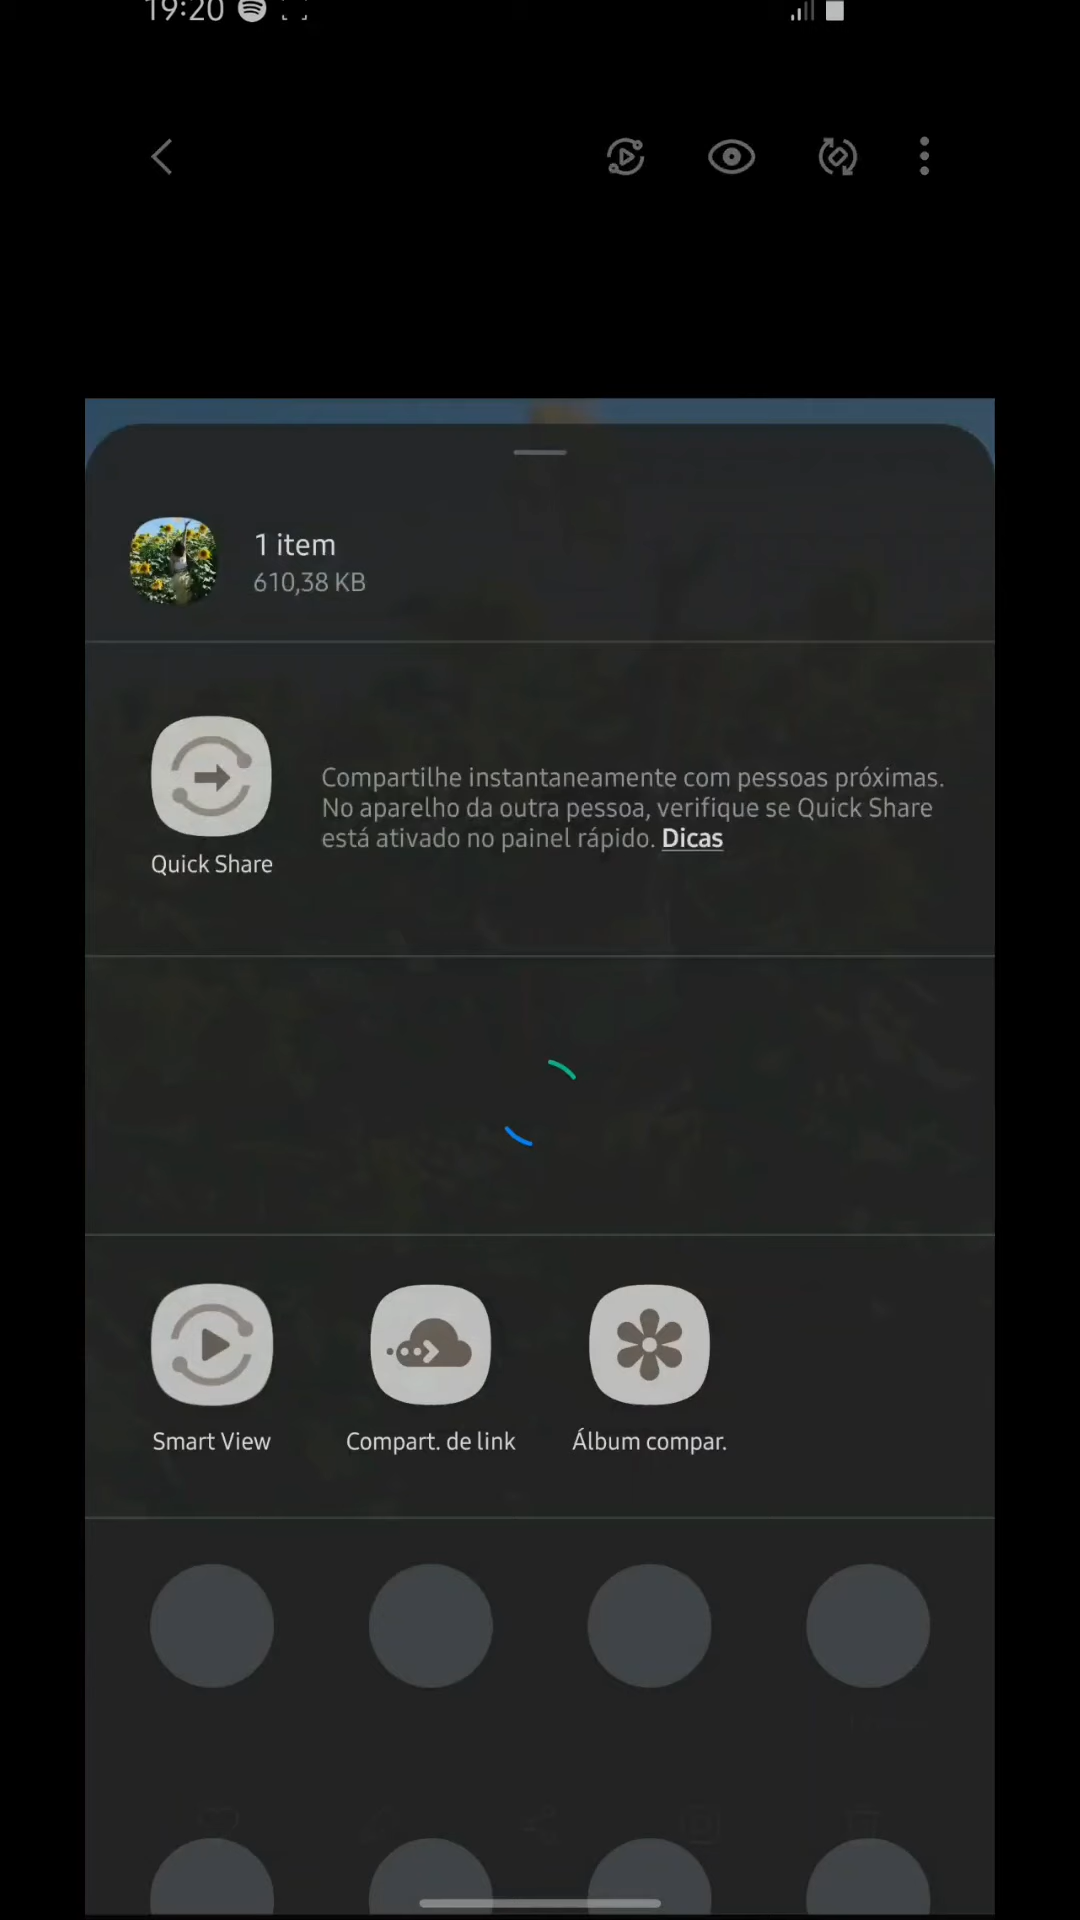 19:20
1 item
610,38 KB
Compartilhe instantaneamente com pessoas próximas.
No aparelho da outra pessoa, verifique se Quick Share
está ativado no painel rápido. Dicas
Quick Share
Smart View
Compart. de link
Álbum compar.